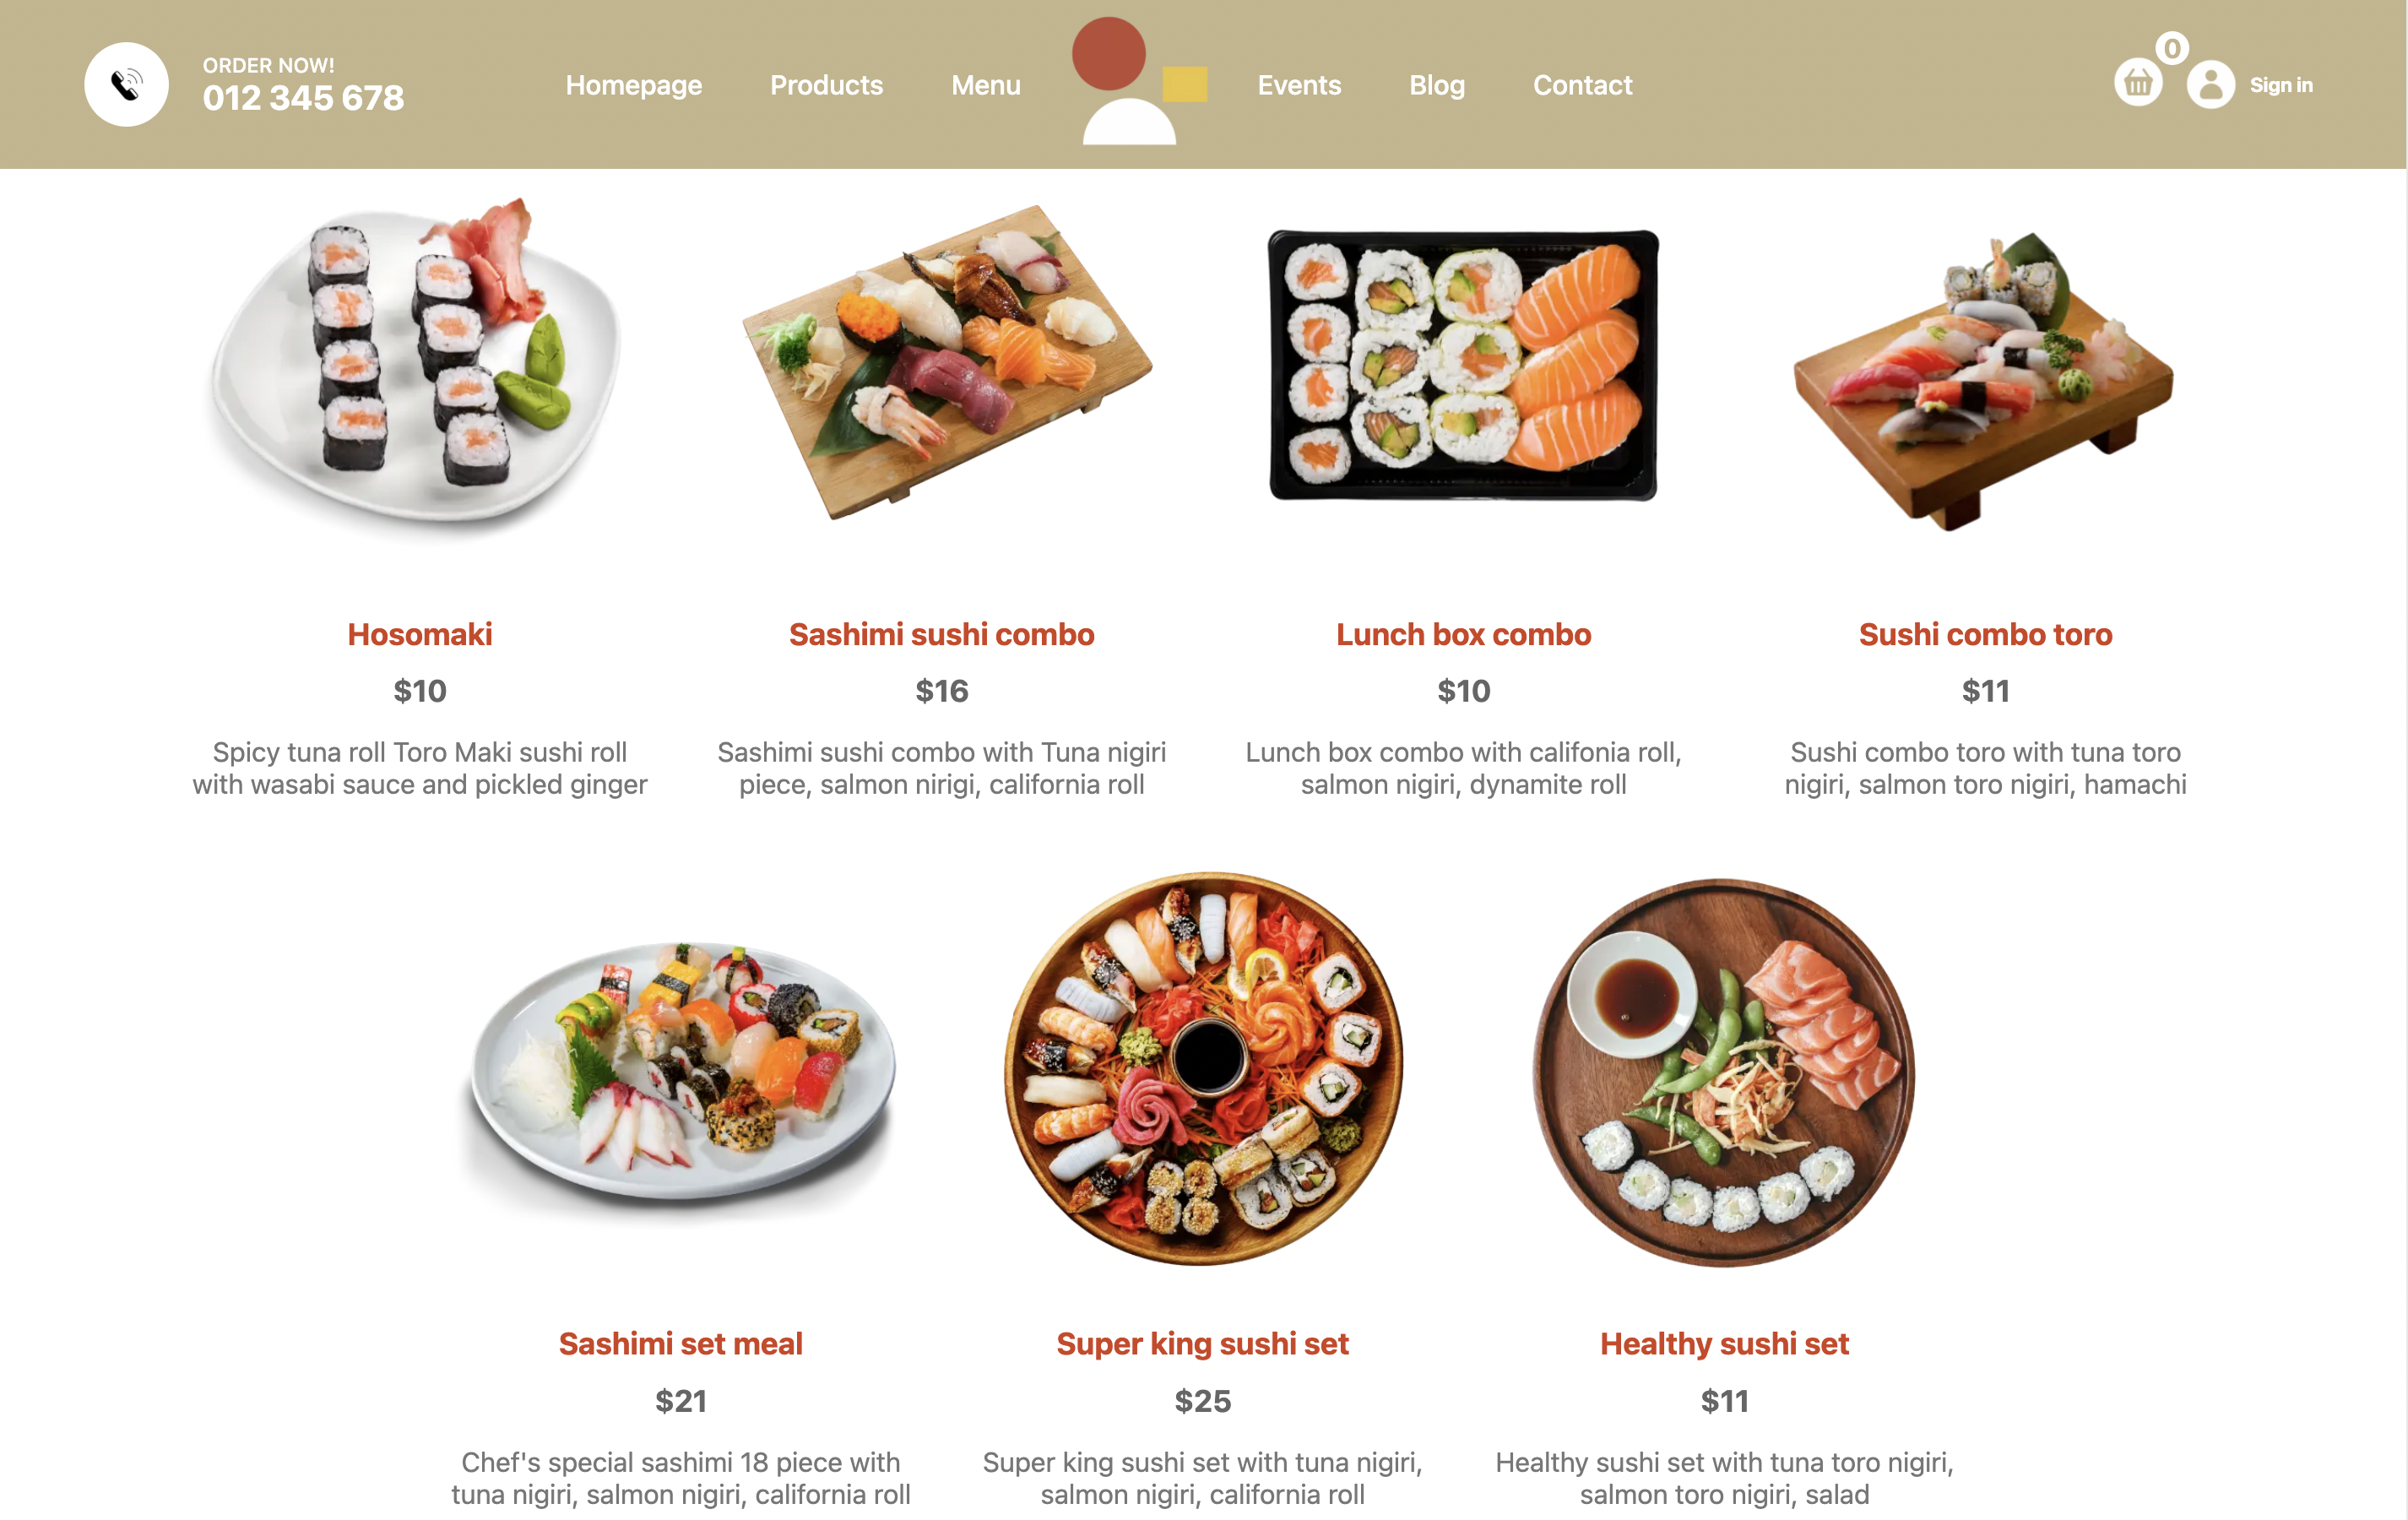 ORDER NOW!
012 345 678
Homepage
Products
Menu
Events
Blog
Contact
0
Sign in
Hosomaki
$10
Spicy tuna roll Toro Maki sushi roll
with wasabi sauce and pickled ginger
Sashimi sushi combo
$16
Sashimi sushi combo with Tuna nigiri
piece, salmon nirigi, california roll
Lunch box combo
$10
Lunch box combo with califonia roll,
salmon nigiri, dynamite roll
Sushi combo toro
$11
Sushi combo toro with tuna toro
nigiri, salmon toro nigiri, hamachi
Sashimi set meal
$21
Chef's special sashimi 18 piece with
tuna nigiri, salmon nigiri, california roll
Super king sushi set
$25
Super king sushi set with tuna nigiri,
salmon nigiri, california roll
Healthy sushi set
$11
Healthy sushi set with tuna toro nigiri,
salmon toro nigiri, salad